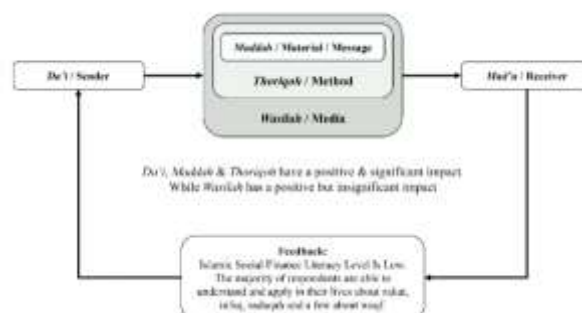 Maddah / Material / Message
Da'i / Sender
Thoriqoh / Method
Mad'u / Receiver
Wasilah / Media
Da'i, Maddah & Thoriqoh have a positive & significant impact
While Wasilah has a positive but insignificant impact
Feedback:
Islamic Social Finance Literacy Level Is Low.
The majority of respondents are able to
understand and apply in their lives about zakat,
infaq, sadaqah and a few about waqf